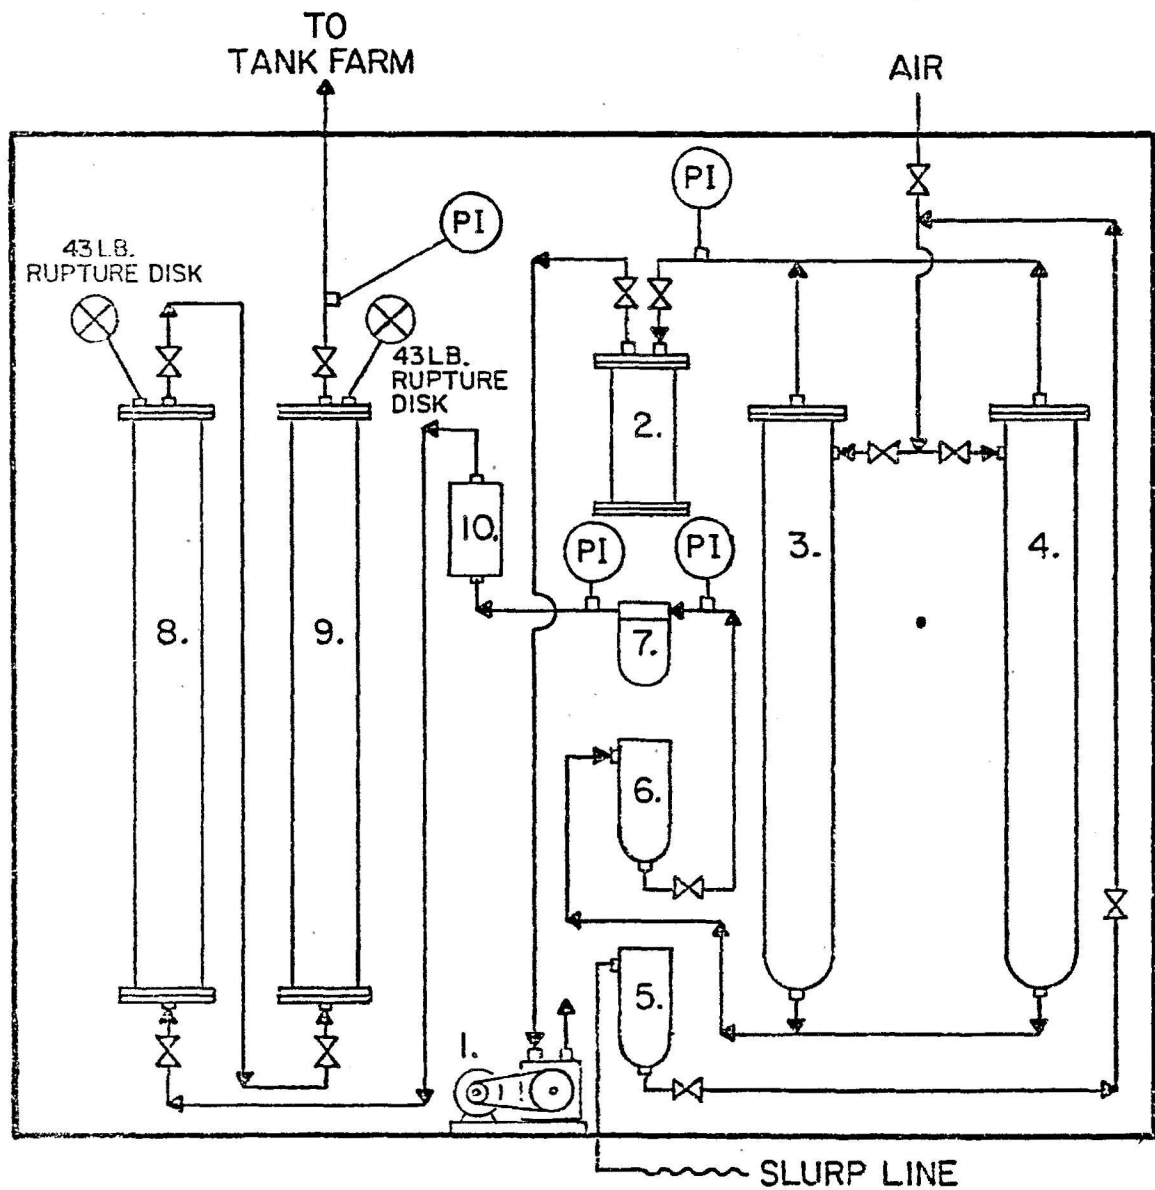 TO
TANK FARM
AIR
PI
PI
43 LB.
RUPTURE DISK
43 LB.
RUPTURE
DISK
2.
10.
PI
PI
3.
4.
8.
9.
7.
6.
5.
1.
SLURP LINE